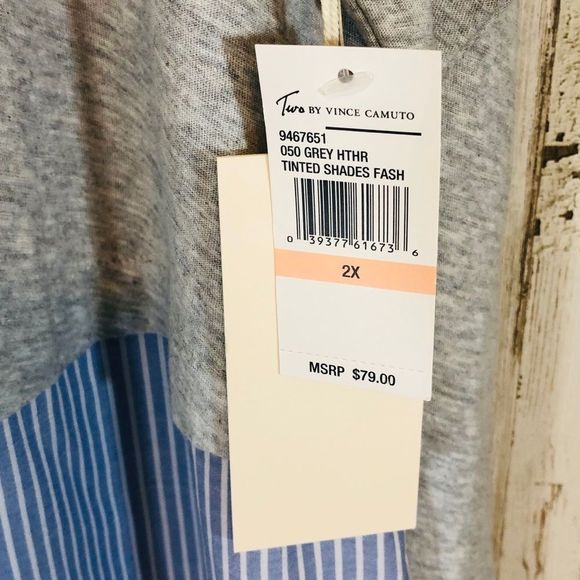 Two BY VINCE CAMUTO
9467651
050 GREY HTHR
TINTED SHADES FASH
0 39377 61673 6
2X
MSRP $79.00